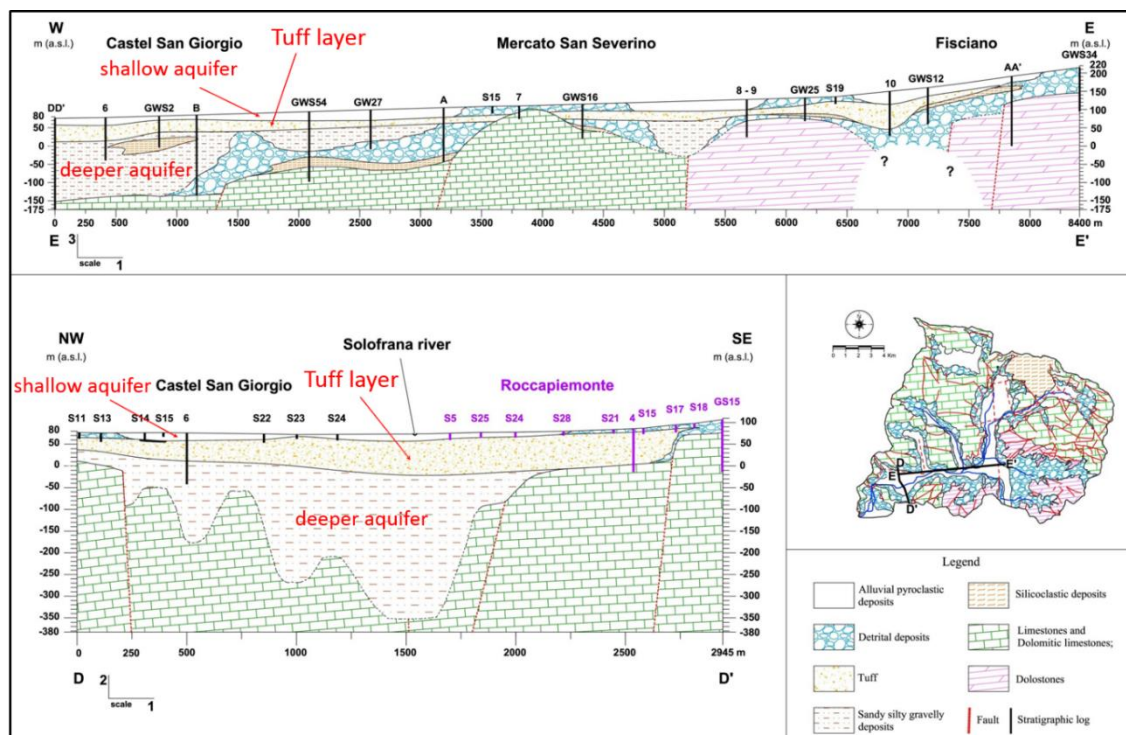 W
m (a.s.l.)
Castel San Giorgio
Tuff layer
shallow aquifer
Mercato San Severino
Fisciano
E
m (a.s.l.)
DD' 6 GWS2 B GWS54 GW27 A S15 7 GWS16 8 - 9 GW25 S19 10 GWS12 AA' GWS34
80
50
0
-50
-100
-150
-175
deeper aquifer
? ?
220
200
150
100
50
0
-50
-100
-150
-175
0 500 1000 1500 2000 2500 3000 3500 4000 4500 5000 5500 6000 6500 7000 7500 8400 m
E E'
3
scale 1
NW
m (a.s.l.)
Solofrana river
SE
m (a.s.l.)
shallow aquifer
Castel San Giorgio
Tuff layer
Roccapiemonte
S11 S13 S14 S15 6 S22 S23 S24 S5 S25 S24 S28 S21 4 S15 S17 S18 GS15
80
50
0
-50
-100
-150
-200
-250
-300
-350
-380
deeper aquifer
100
50
0
-50
-100
-150
-200
-250
-300
-350
-380
0 500 1000 1500 2000 2500 2945 m
D D'
2
scale 1
0 1 2 3 4 Km
D
E E'
D'
Legend
Alluvial pyroclastic
deposits
Detrital deposits
Tuff
Sandy silty gravelly
deposits
Siliciclastic deposits
Limestones and
Dolomitic limestones;
Dolostones
Fault
Stratigraphic log